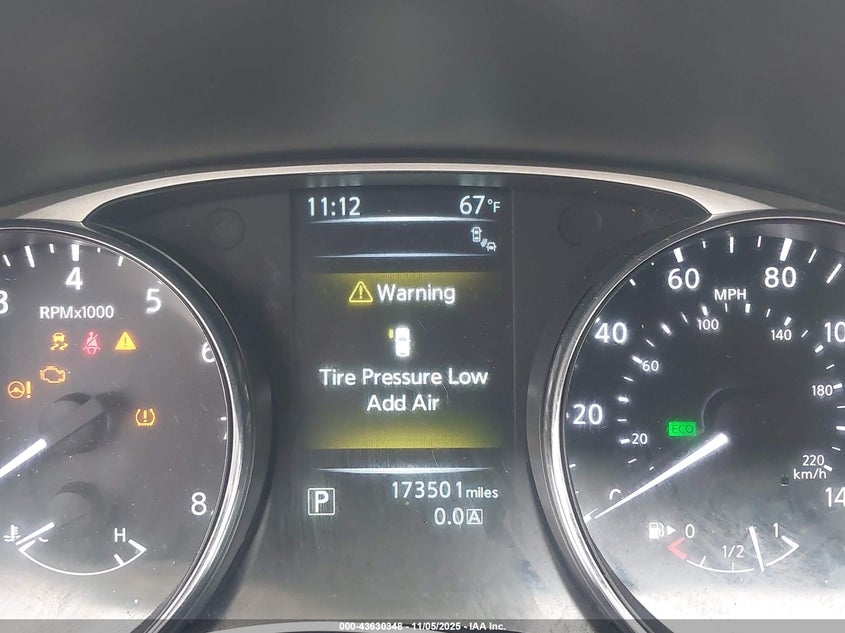 11:12 67°F
Warning
Tire Pressure Low
Add Air
P 173501 miles
0.0 A
3 4 5 6 8
RPMx1000
H
0 20 40 60 80 14
MPH
20 60 100 140 180 220
km/h
ECO
0 1/2 1
000-43630348 - 11/05/2025 - IAA Inc.